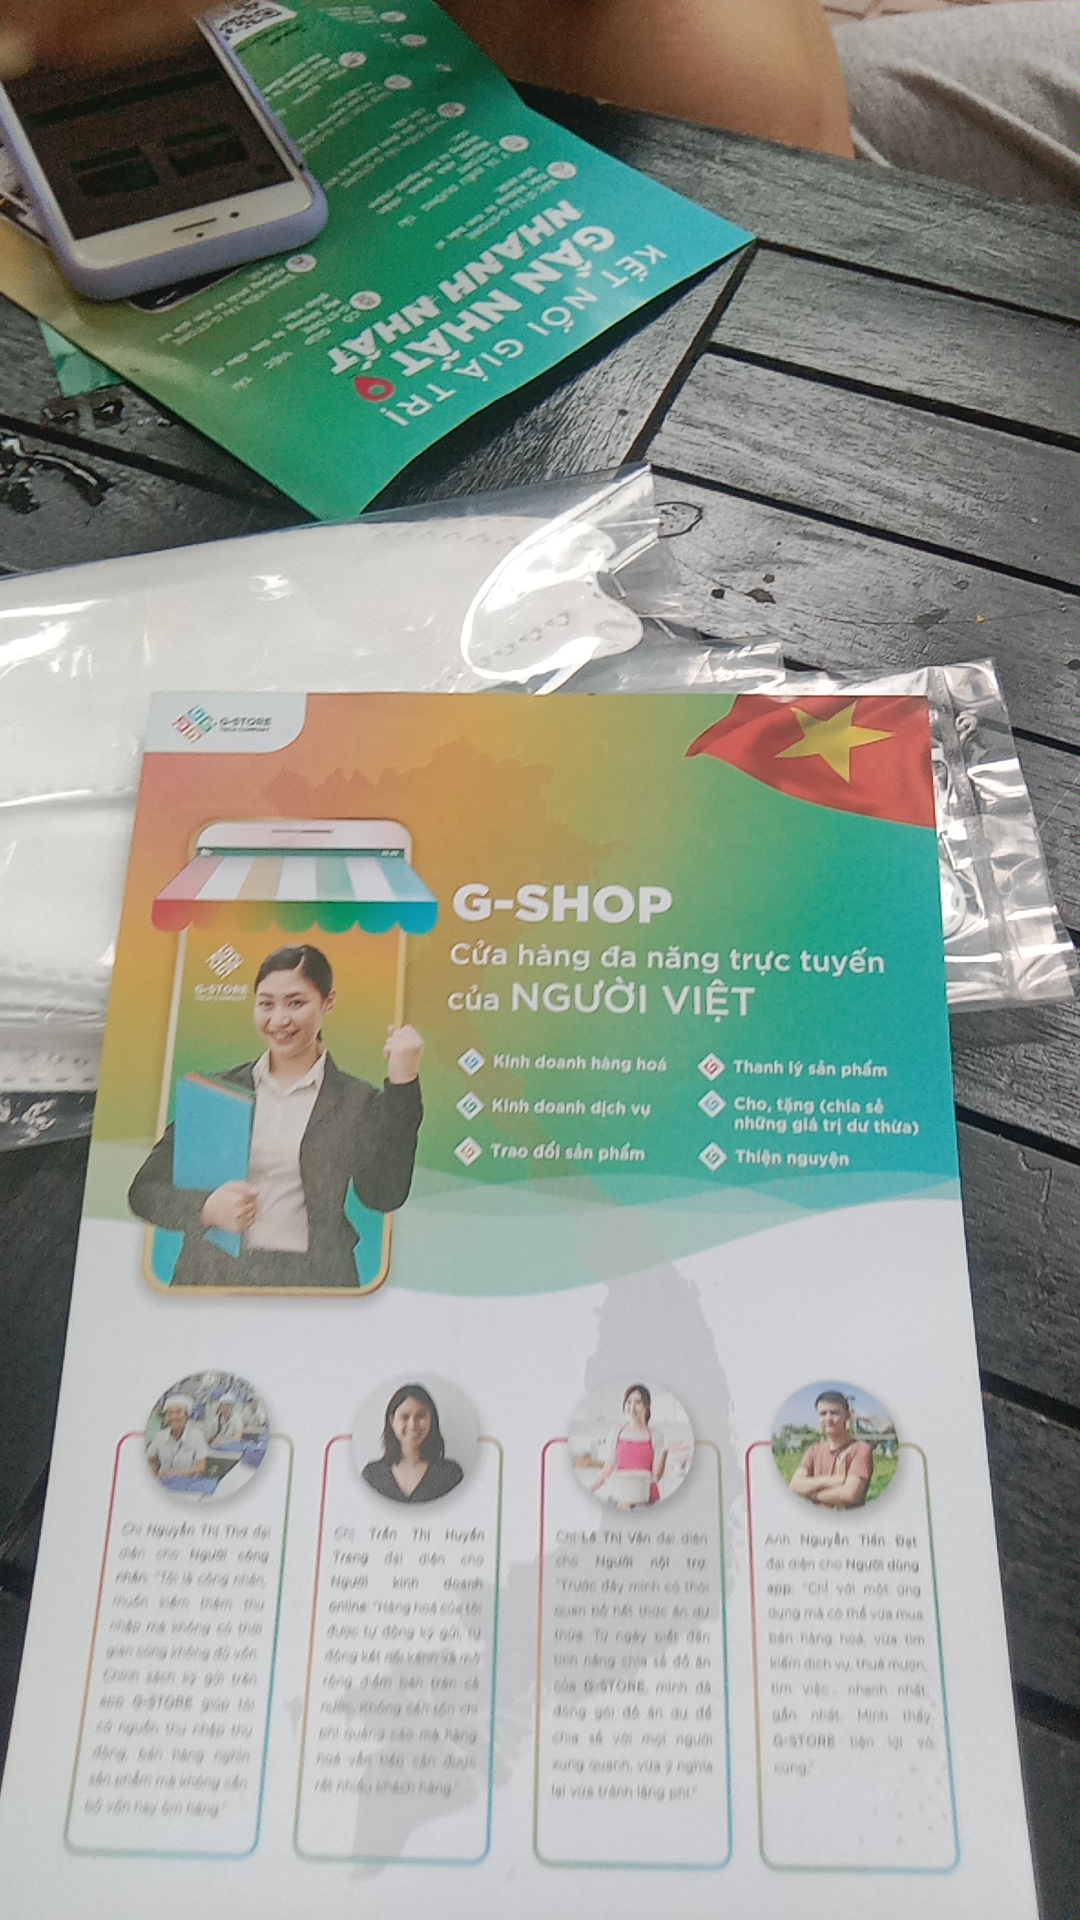 KẾT NỐI GIÁ TRỊ
GẦN NHẤT
NHANH NHẤT
G-STORE
TECH COMPANY
G-STORE
TECH COMPANY
G-SHOP
Cửa hàng đa năng trực tuyến
của NGƯỜI VIỆT
Kinh doanh hàng hoá
Kinh doanh dịch vụ
Trao đổi sản phẩm
Thanh lý sản phẩm
Cho, tặng (chia sẻ
những giá trị dư thừa)
Thiện nguyện
Chị Nguyễn Thị Thơ đại
diện cho Người công
nhân: "Tôi là công nhân,
muốn kiếm thêm thu
nhập mà không có thời
gian cũng không đủ vốn.
Chính sách ký gửi trên
app G-STORE giúp tôi
có nguồn thu nhập thụ
động, bán hàng nghìn
sản phẩm mà không cần
bỏ vốn hay ôm hàng."
Chị Trần Thị Huyền
Trang đại diện cho
Người kinh doanh
online: "Hàng hoá của tôi
được tự động ký gửi, tự
động kết nối kênh và mở
rộng điểm bán trên cả
nước, không cần tốn chi
phí quảng cáo mà hàng
hoá vẫn tiếp cận được
rất nhiều khách hàng."
Chị Lê Thị Vân đại diện
cho Người nội trợ:
"Trước đây mình có thói
quen bỏ hết thức ăn dư
thừa. Từ ngày biết đến
tính năng chia sẻ đồ ăn
của G-STORE, mình đã
đóng gói đồ ăn dư để
chia sẻ với mọi người
xung quanh, vừa ý nghĩa
lại vừa tránh lãng phí."
Anh Nguyễn Tiến Đạt
đại diện cho Người dùng
app: "Chỉ với một ứng
dụng mà có thể vừa mua
bán hàng hoá, vừa tìm
kiếm dịch vụ, thuê mướn,
tìm việc... nhanh nhất,
gần nhất. Mình thấy
G-STORE tiện lợi vô
cùng."